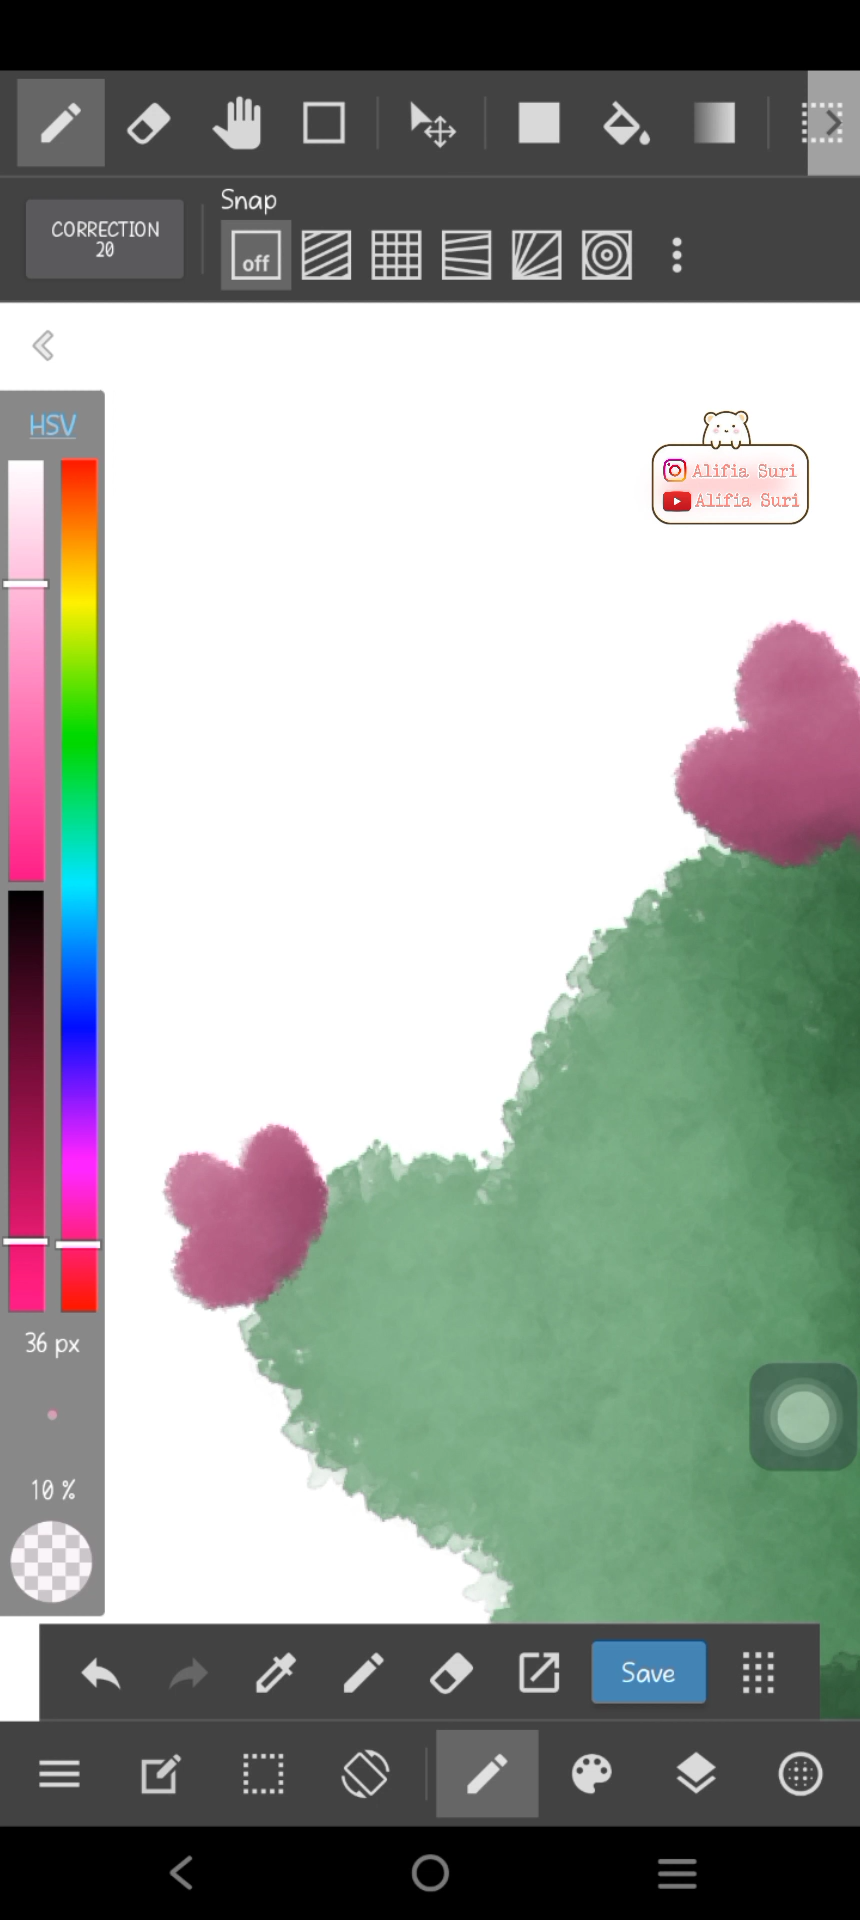 CORRECTION
20
Snap
off
HSV
Alifia Suri
Alifia Suri
36 px
10 %
Save